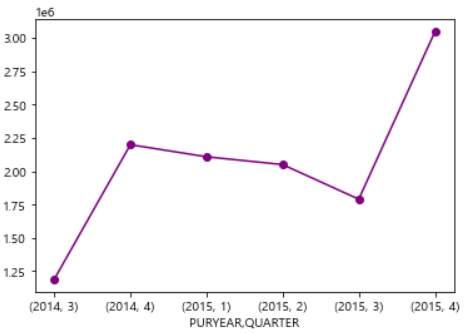 1e6
3.00
2.75
2.50
2.25
2.00
1.75
1.50
1.25
(2014, 3) (2014, 4) (2015, 1) (2015, 2) (2015, 3) (2015, 4)
PURYEAR,QUARTER